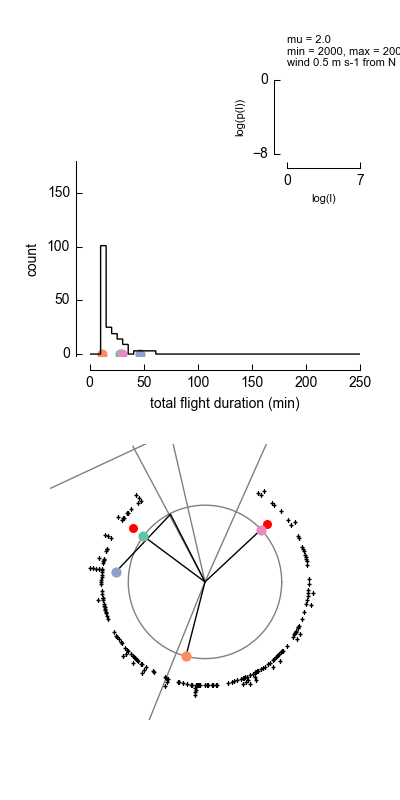 mu = 2.0
min = 2000, max = 200
wind 0.5 m s-1 from N
0
log(p(l))
−8
0 7
log(l)
150
100
count
50
0
0 50 100 150 200 250
total flight duration (min)